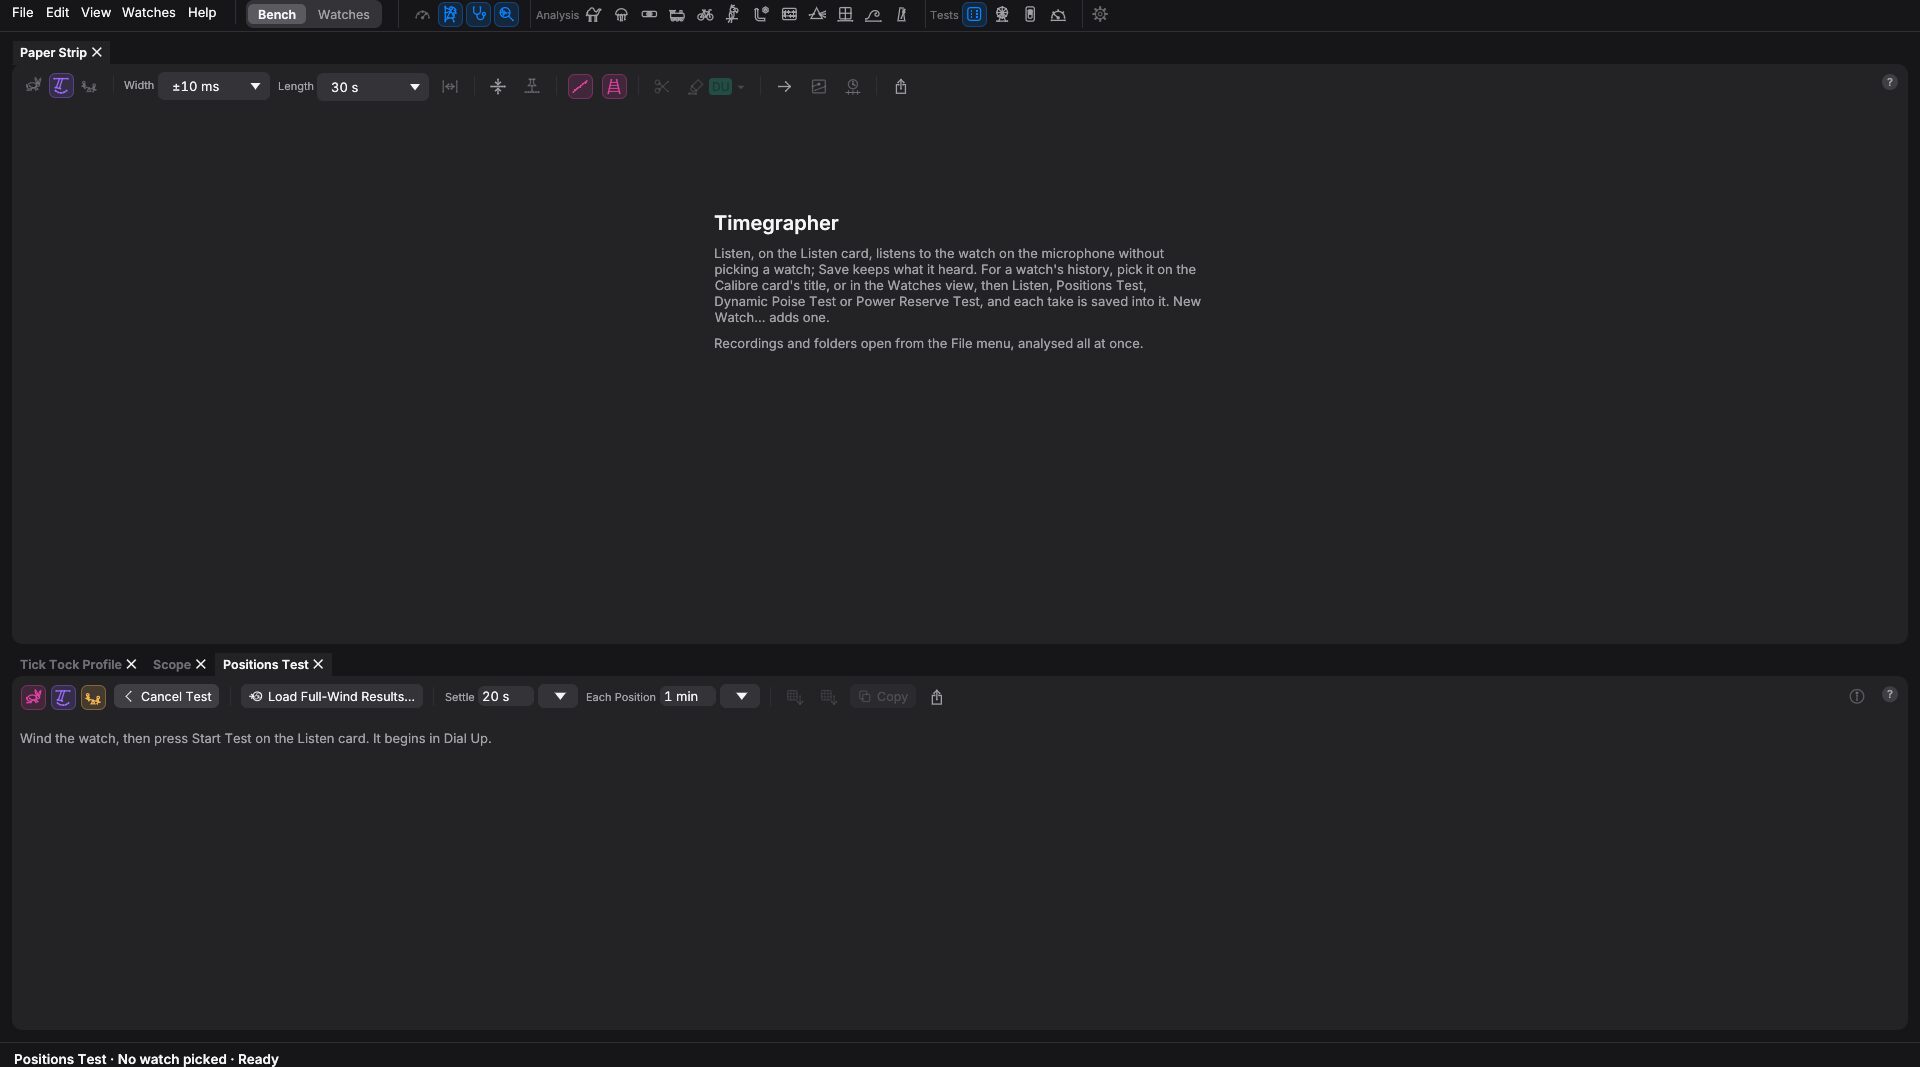 File Edit View Watches Help Bench Watches Analysis Tests
Paper Strip
Width ±10 ms Length 30 s DU ?
Timegrapher
Listen, on the Listen card, listens to the watch on the microphone without
picking a watch; Save keeps what it heard. For a watch's history, pick it on the
Calibre card's title, or in the Watches view, then Listen, Positions Test,
Dynamic Poise Test or Power Reserve Test, and each take is saved into it. New
Watch... adds one.
Recordings and folders open from the File menu, analysed all at once.
Tick Tock Profile Scope Positions Test
Cancel Test Load Full-Wind Results... Settle 20 s Each Position 1 min Copy ?
Wind the watch, then press Start Test on the Listen card. It begins in Dial Up.
Positions Test · No watch picked · Ready